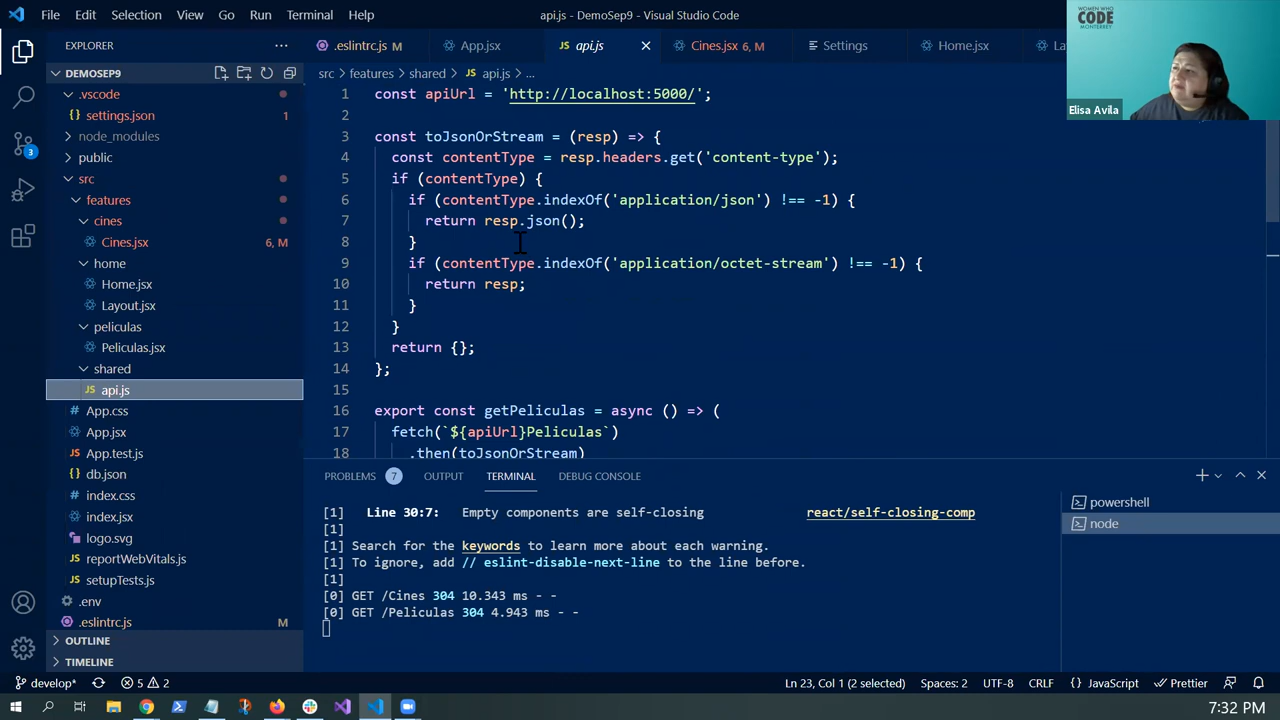 File Edit Selection View Go Run Terminal Help
api.js - DemoSep9 - Visual Studio Code
WOMEN WHO
CODE
MONTERREY
Elisa Avila
EXPLORER
DEMOSEP9
.vscode
settings.json 1
node_modules
public
src
features
cines
Cines.jsx 6, M
home
Home.jsx
Layout.jsx
peliculas
Peliculas.jsx
shared
api.js
App.css
App.jsx
App.test.js
db.json
index.css
index.jsx
logo.svg
reportWebVitals.js
setupTests.js
.env
.eslintrc.js M
OUTLINE
TIMELINE
.eslintrc.js M App.jsx api.js Cines.jsx 6, M Settings Home.jsx
src > features > shared > JS api.js > ...
1 const apiUrl = 'http://localhost:5000/';
2
3 const toJsonOrStream = (resp) => {
4 const contentType = resp.headers.get('content-type');
5 if (contentType) {
6 if (contentType.indexOf('application/json') !== -1) {
7 return resp.json();
8 }
9 if (contentType.indexOf('application/octet-stream') !== -1) {
10 return resp;
11 }
12 }
13 return {};
14 };
15
16 export const getPeliculas = async () => (
17 fetch(`${apiUrl}Peliculas`)
18 .then(toJsonOrStream)
PROBLEMS 7 OUTPUT TERMINAL DEBUG CONSOLE
[1] Line 30:7: Empty components are self-closing react/self-closing-comp
[1]
[1] Search for the keywords to learn more about each warning.
[1] To ignore, add // eslint-disable-next-line to the line before.
[1]
[0] GET /Cines 304 10.343 ms - -
[0] GET /Peliculas 304 4.943 ms - -
powershell
node
3
develop* 5 2 Ln 23, Col 1 (2 selected) Spaces: 2 UTF-8 CRLF {} JavaScript Prettier
7:32 PM